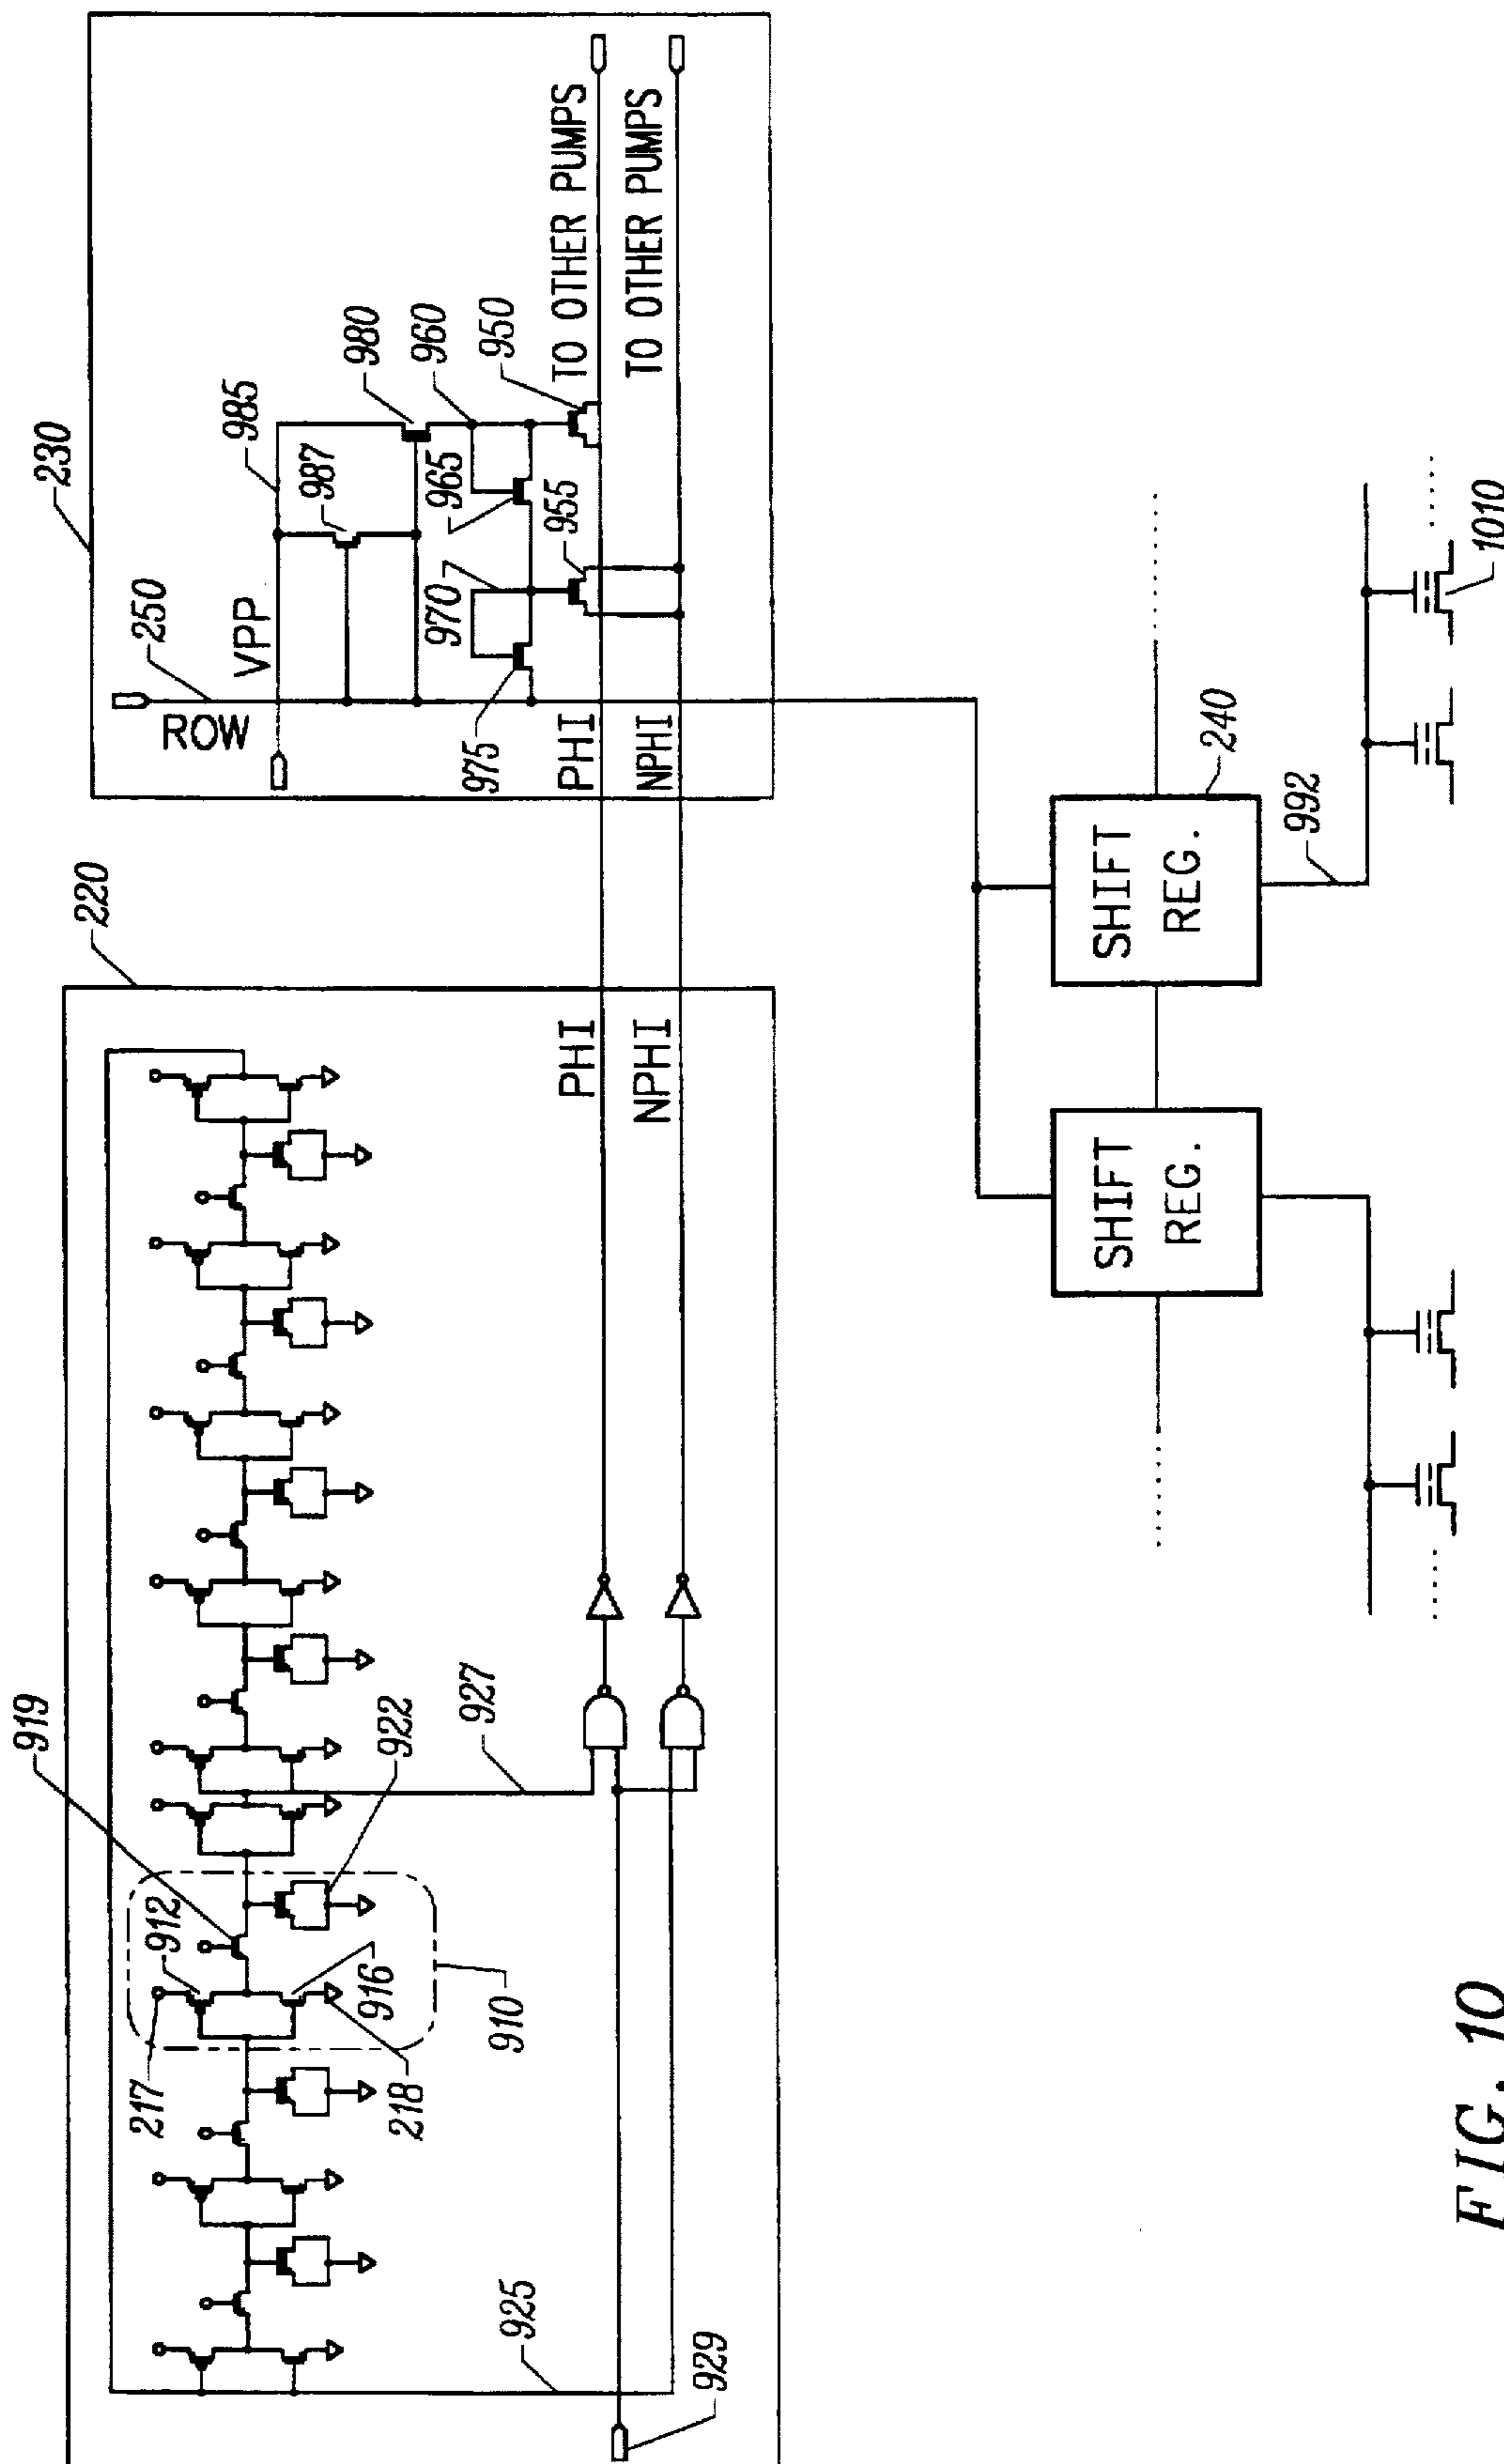 220
919
217
912
916
218
910
922
927
925
929
PHI
NPHI
230
250
ROW
VPP
985
987
980
960
965
970
955
950
975
PHI
NPHI
TO OTHER PUMPS
TO OTHER PUMPS
SHIFT
REG.
SHIFT
REG.
240
992
1010
FIG. 10